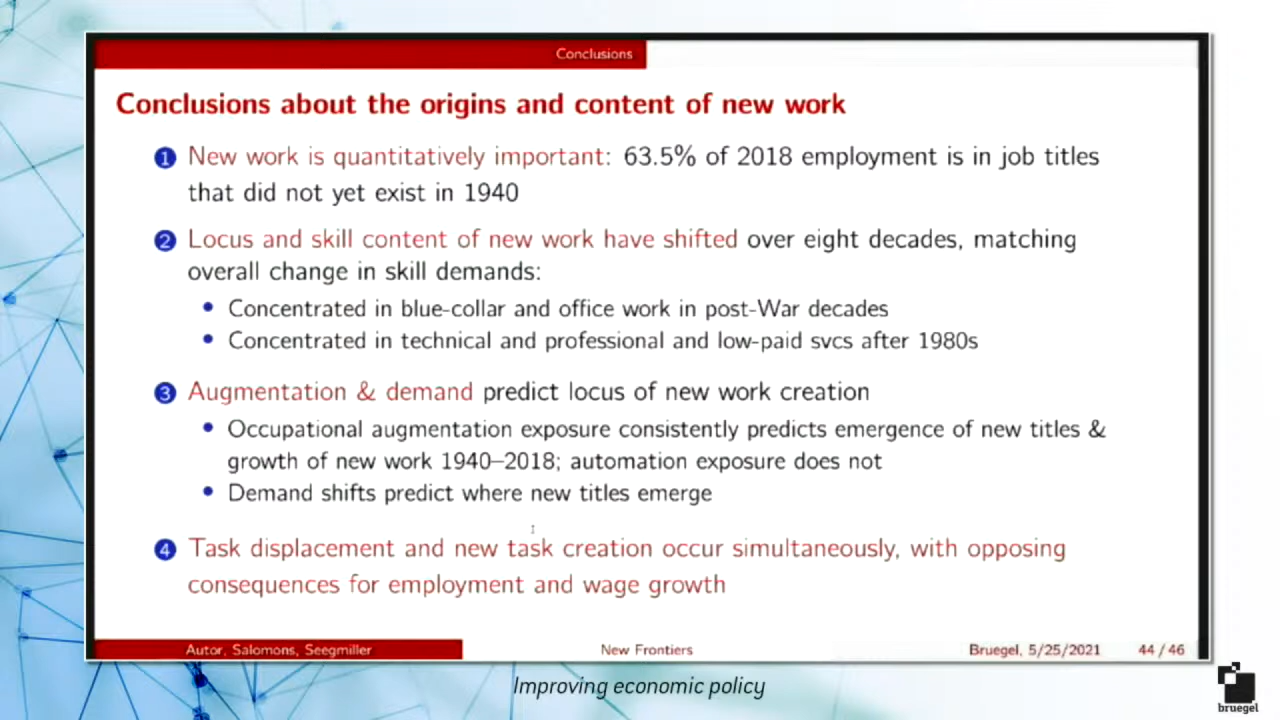 Conclusions
Conclusions about the origins and content of new work
1 New work is quantitatively important: 63.5% of 2018 employment is in job titles
that did not yet exist in 1940
2 Locus and skill content of new work have shifted over eight decades, matching
overall change in skill demands:
• Concentrated in blue-collar and office work in post-War decades
• Concentrated in technical and professional and low-paid svcs after 1980s
3 Augmentation & demand predict locus of new work creation
• Occupational augmentation exposure consistently predicts emergence of new titles &
growth of new work 1940–2018; automation exposure does not
• Demand shifts predict where new titles emerge
4 Task displacement and new task creation occur simultaneously, with opposing
consequences for employment and wage growth
Autor, Salomons, Seegmiller New Frontiers Bruegel, 5/25/2021 44 / 46
Improving economic policy
bruegel